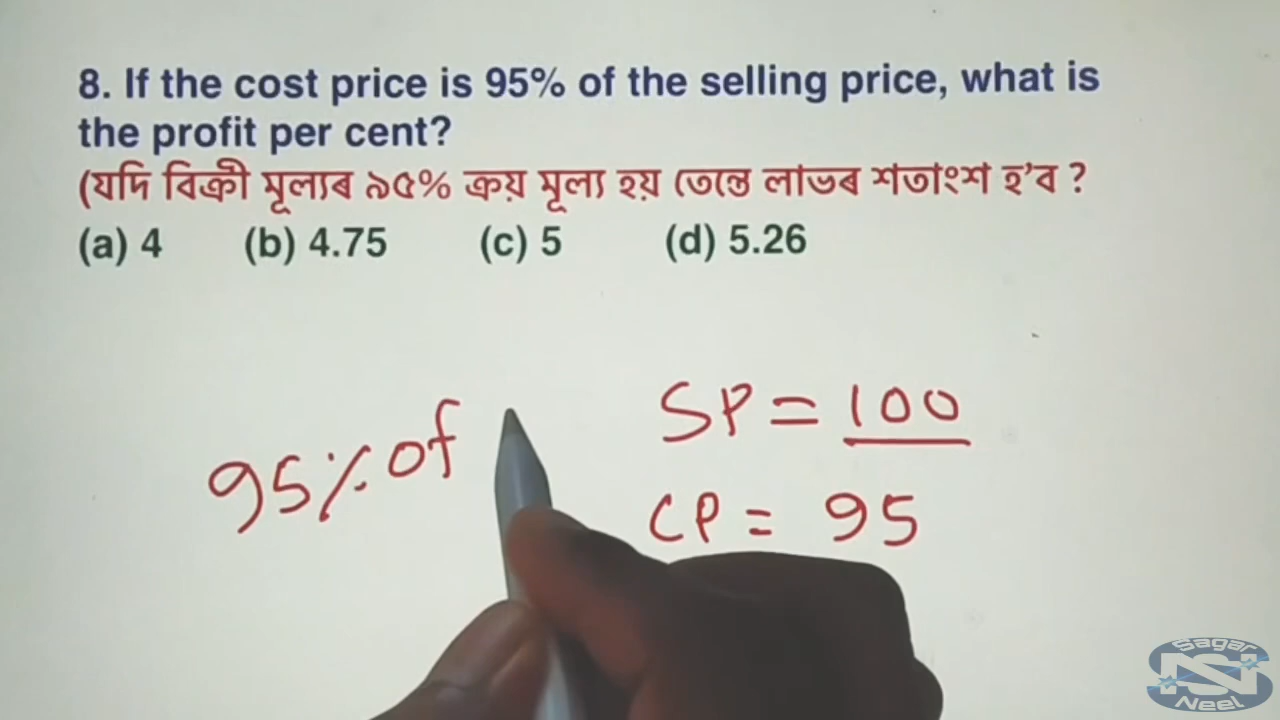 8. If the cost price is 95% of the selling price, what is
the profit per cent?
(যদি বিক্ৰী মূল্যৰ ৯৫% ক্ৰয় মূল্য হয় তেন্তে লাভৰ শতাংশ হ’ব ?
(a) 4 (b) 4.75 (c) 5 (d) 5.26
SP = 100
95% of
CP = 95
Sagar
NS
Neel